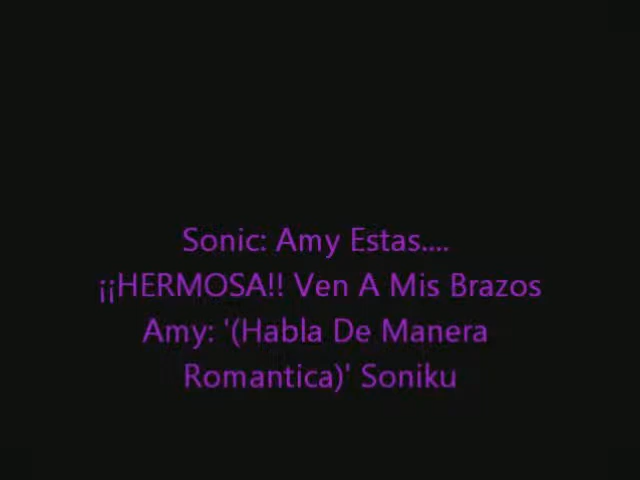 Sonic: Amy Estas....
¡¡HERMOSA!! Ven A Mis Brazos
Amy: '(Habla De Manera
Romantica)' Soniku